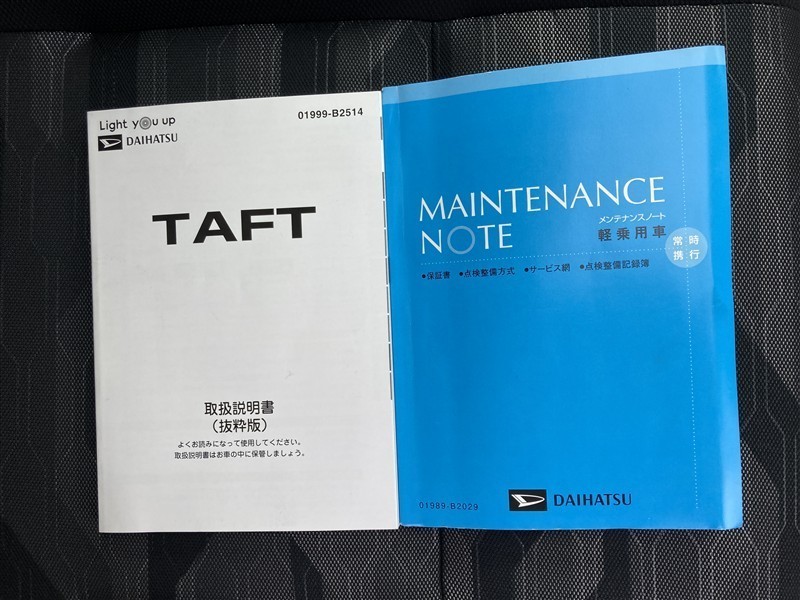 Light you up
DAIHATSU
01999-B2514
TAFT
取扱説明書
（抜粋版）
よくお読みになって使用してください。
取扱説明書はお車の中に保管しましょう。
MAINTENANCE
NOTE
メンテナンスノート
軽乗用車
常時
携行
●保証書 ●点検整備方式 ●サービス網 ●点検整備記録簿
01989-B2029
DAIHATSU